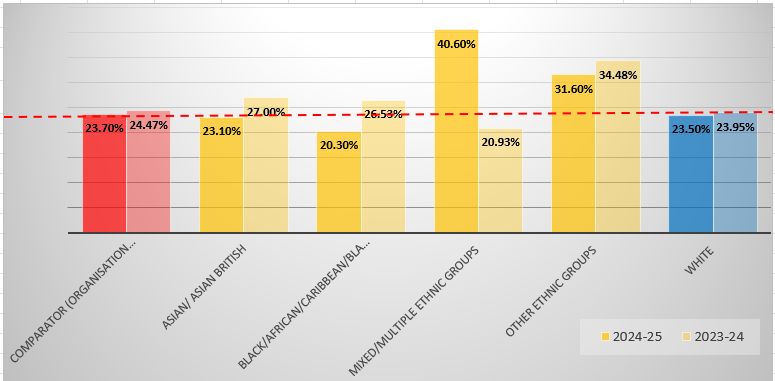 40.60%
31.60%
34.48%
23.70%
24.47%
23.10%
27.00%
20.30%
26.53%
20.93%
23.50%
23.95%
COMPARATOR (ORGANISATION...
ASIAN/ ASIAN BRITISH
BLACK/AFRICAN/CARIBBEAN/BLA...
MIXED/MULTIPLE ETHNIC GROUPS
OTHER ETHNIC GROUPS
WHITE
2024-25
2023-24